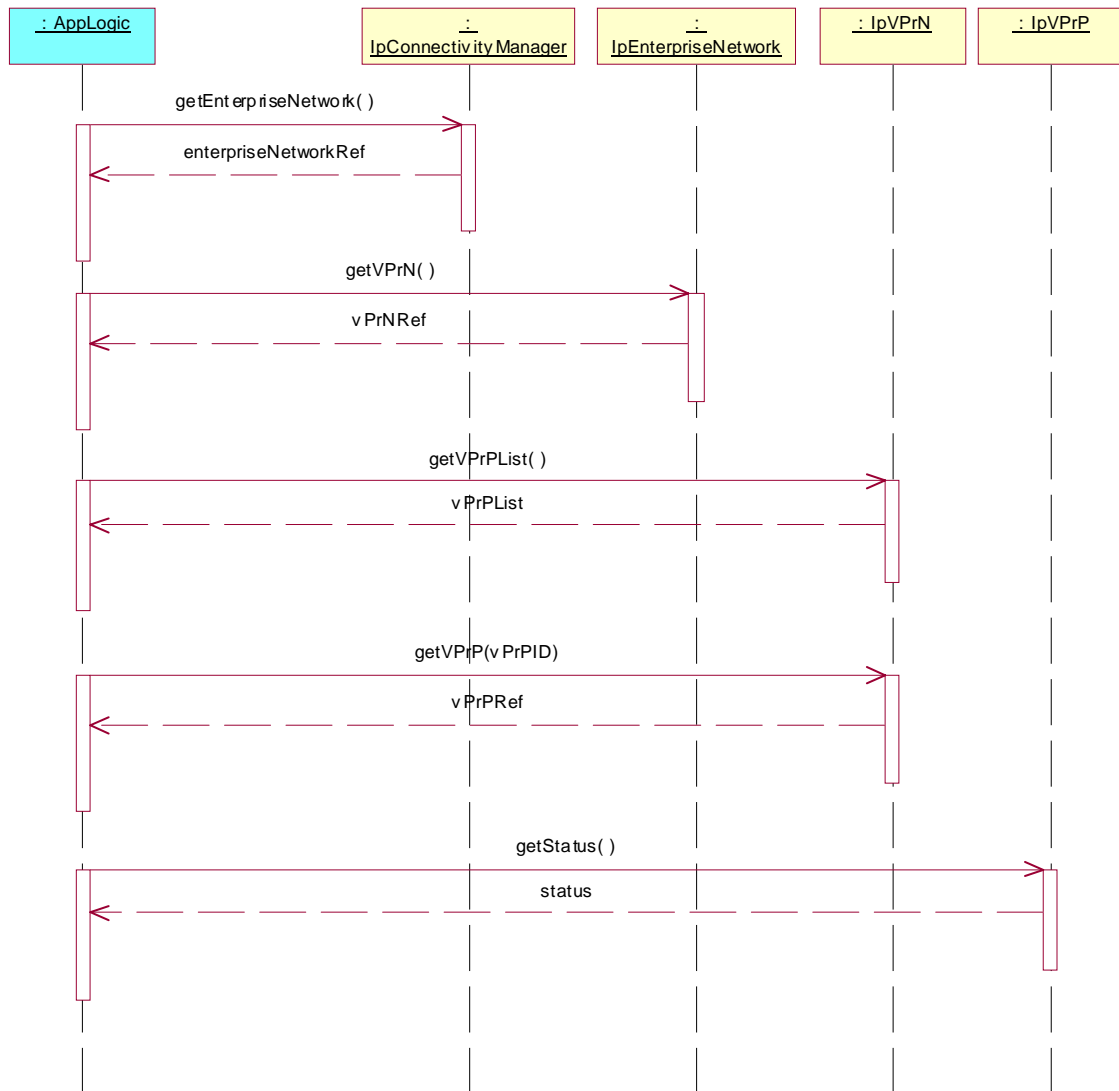 : AppLogic
:
IpConnectivityManager
:
IpEnterpriseNetwork
: IpVPrN
: IpVPrP
getEnterpriseNetwork( )
enterpriseNetworkRef
getVPrN( )
vPrNRef
getVPrPList( )
vPrPList
getVPrP(vPrPID)
vPrPRef
getStatus( )
status